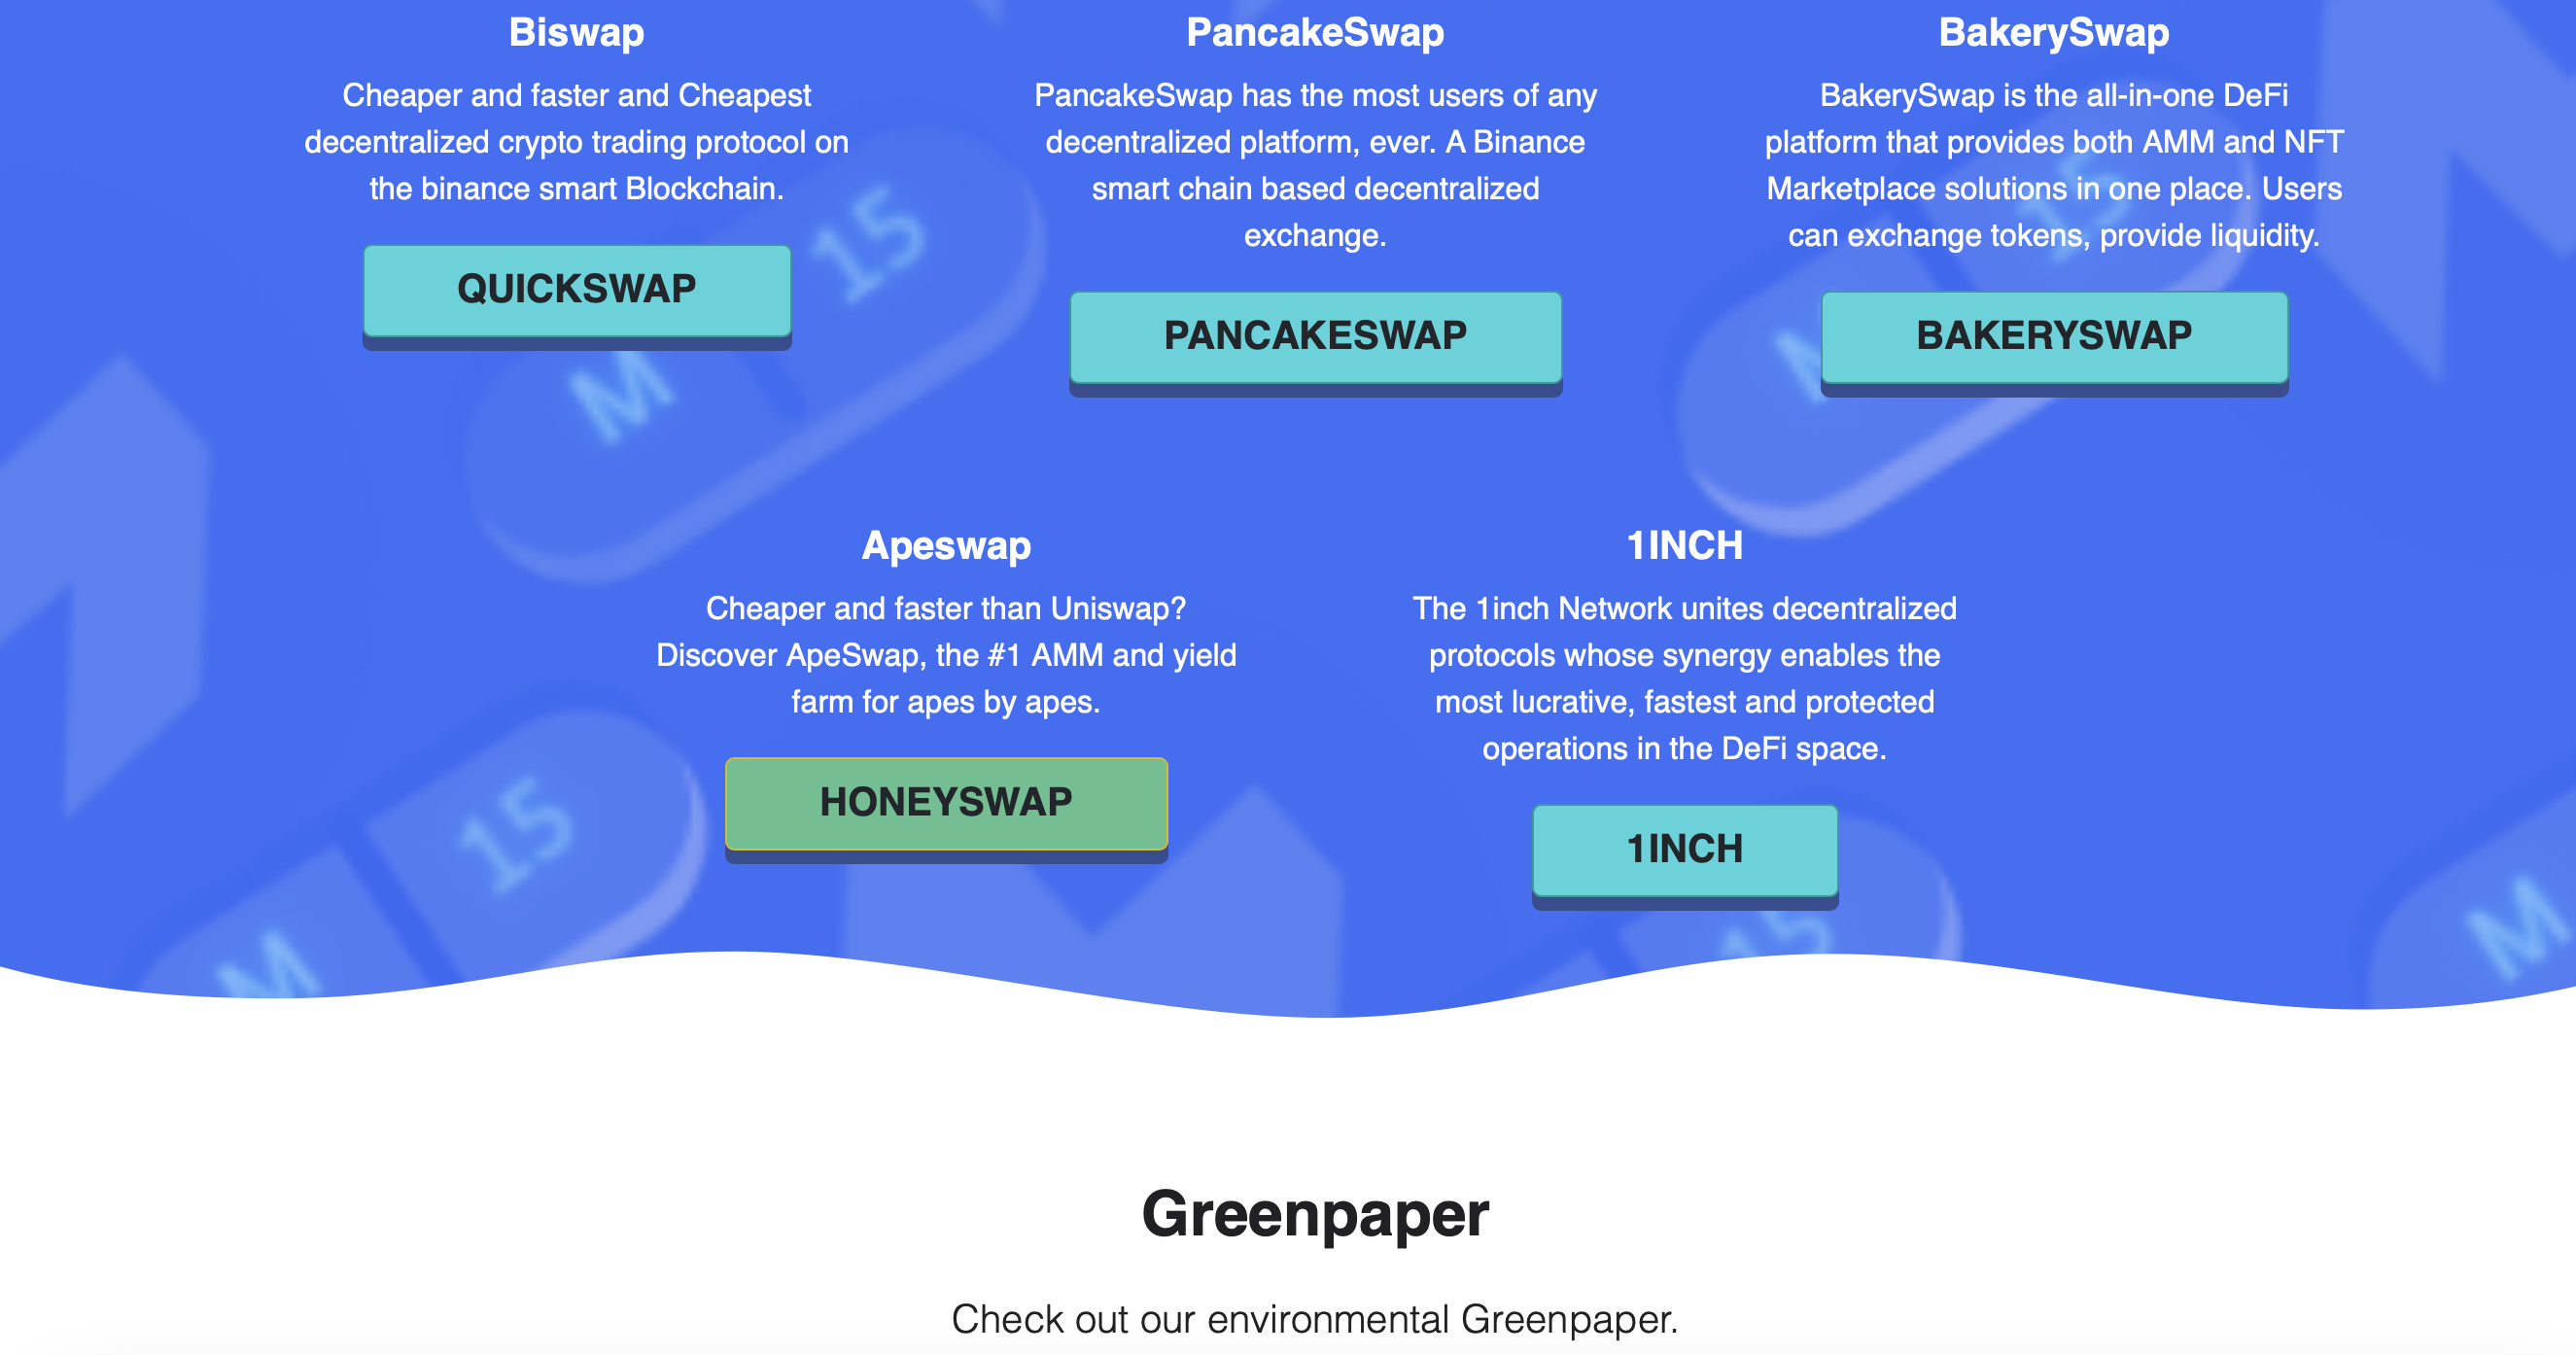 Biswap
Cheaper and faster and Cheapest
decentralized crypto trading protocol on
the binance smart Blockchain.
QUICKSWAP
PancakeSwap
PancakeSwap has the most users of any
decentralized platform, ever. A Binance
smart chain based decentralized
exchange.
PANCAKESWAP
BakerySwap
BakerySwap is the all-in-one DeFi
platform that provides both AMM and NFT
Marketplace solutions in one place. Users
can exchange tokens, provide liquidity.
BAKERYSWAP
M 15
M 15
Apeswap
Cheaper and faster than Uniswap?
Discover ApeSwap, the #1 AMM and yield
farm for apes by apes.
HONEYSWAP
1INCH
The 1inch Network unites decentralized
protocols whose synergy enables the
most lucrative, fastest and protected
operations in the DeFi space.
1INCH
M 15
15
M
Greenpaper
Check out our environmental Greenpaper.